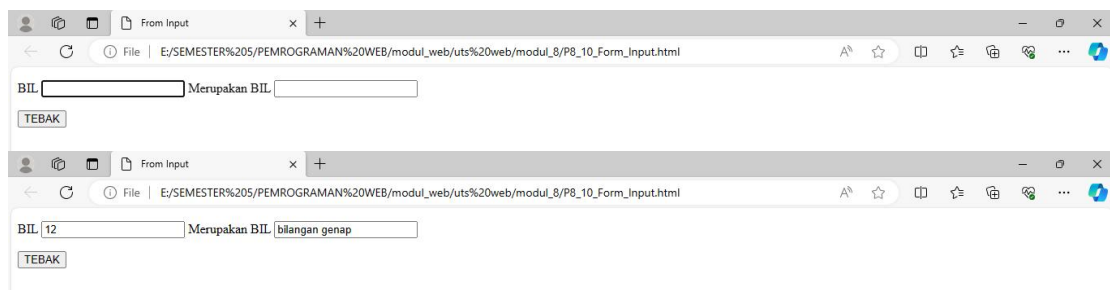 From Input
File | E:/SEMESTER%205/PEMROGRAMAN%20WEB/modul_web/uts%20web/modul_8/P8_10_Form_Input.html
BIL Merupakan BIL
TEBAK
From Input
File | E:/SEMESTER%205/PEMROGRAMAN%20WEB/modul_web/uts%20web/modul_8/P8_10_Form_Input.html
BIL 12 Merupakan BIL bilangan genap
TEBAK